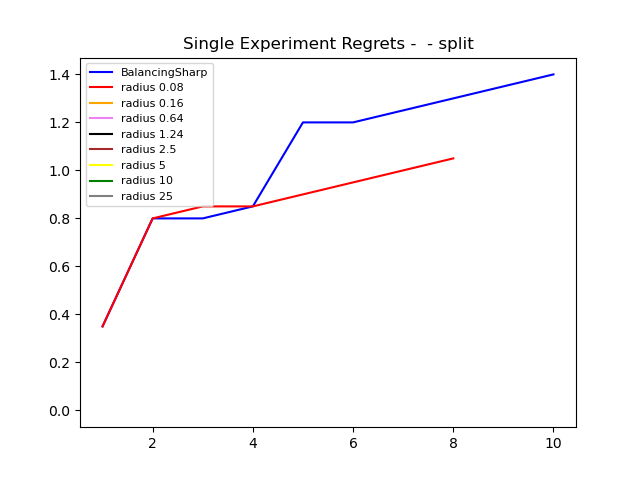 Single Experiment Regrets -  - split
BalancingSharp
radius 0.08
radius 0.16
radius 0.64
radius 1.24
radius 2.5
radius 5
radius 10
radius 25
1.4
1.2
1.0
0.8
0.6
0.4
0.2
0.0
2 4 6 8 10